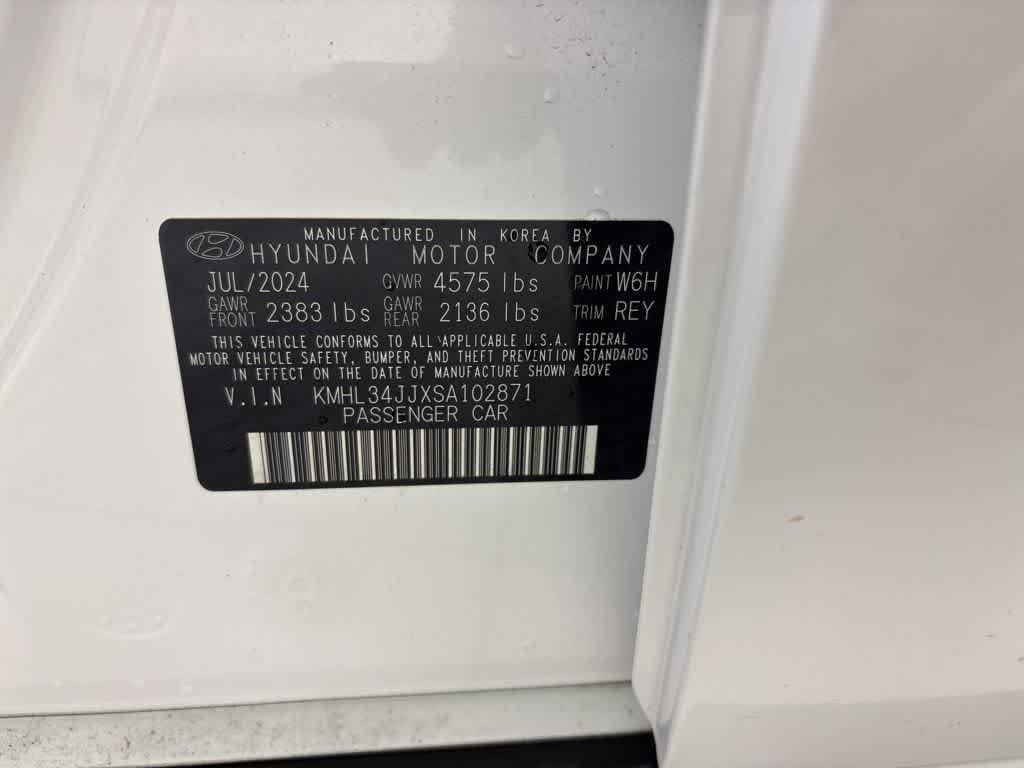 MANUFACTURED IN KOREA BY
HYUNDAI MOTOR COMPANY
JUL/2024 GVWR 4575 lbs PAINT W6H
GAWR FRONT 2383 lbs GAWR REAR 2136 lbs TRIM REY
THIS VEHICLE CONFORMS TO ALL APPLICABLE U.S.A. FEDERAL
MOTOR VEHICLE SAFETY, BUMPER, AND THEFT PREVENTION STANDARDS
IN EFFECT ON THE DATE OF MANUFACTURE SHOWN ABOVE
V.I.N KMHL34JJXSA102871
PASSENGER CAR